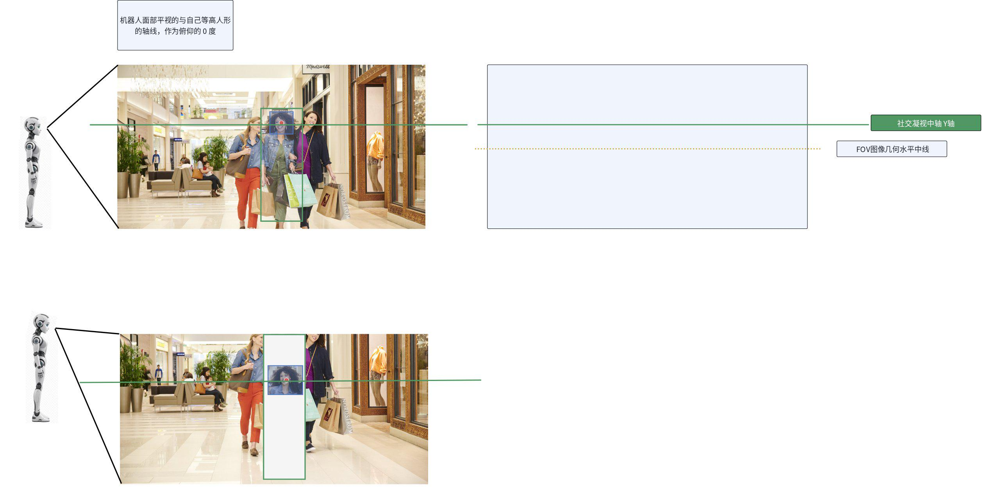 机器人面部平视的与自己等高人形
的轴线，作为俯仰的 0 度
Madewell
社交凝视中轴 Y轴
FOV图像几何水平中线
NORDSTROM
NORDSTROM